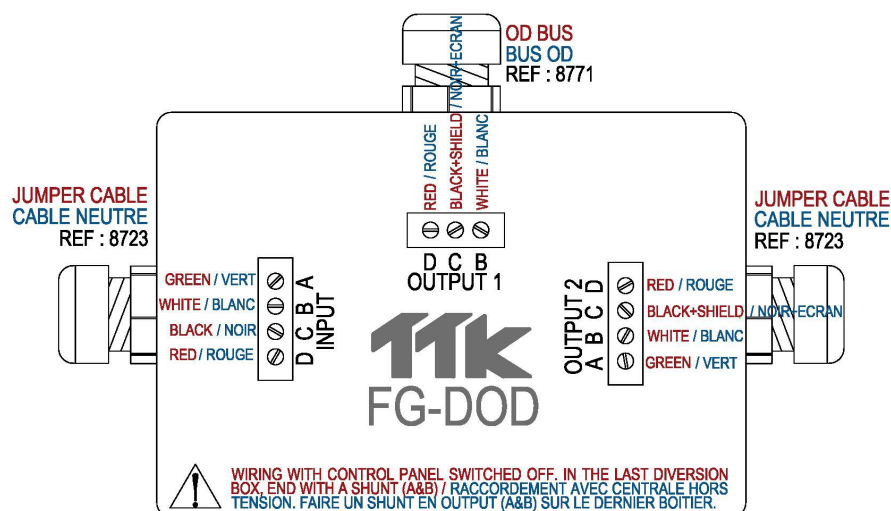 OD BUS
BUS OD
REF : 8771
RED / ROUGE
BLACK+SHIELD / NOIR+ECRAN
WHITE / BLANC
D C B
OUTPUT 1
JUMPER CABLE
CABLE NEUTRE
REF : 8723
GREEN / VERT
WHITE / BLANC
BLACK / NOIR
RED / ROUGE
A
B
C
D
INPUT
JUMPER CABLE
CABLE NEUTRE
REF : 8723
OUTPUT 2
D
C
B
A
RED / ROUGE
BLACK+SHIELD / NOIR+ECRAN
WHITE / BLANC
GREEN / VERT
TTK
FG-DOD
WIRING WITH CONTROL PANEL SWITCHED OFF. IN THE LAST DIVERSION
BOX, END WITH A SHUNT (A&B) / RACCORDEMENT AVEC CENTRALE HORS
TENSION. FAIRE UN SHUNT EN OUTPUT (A&B) SUR LE DERNIER BOITIER.